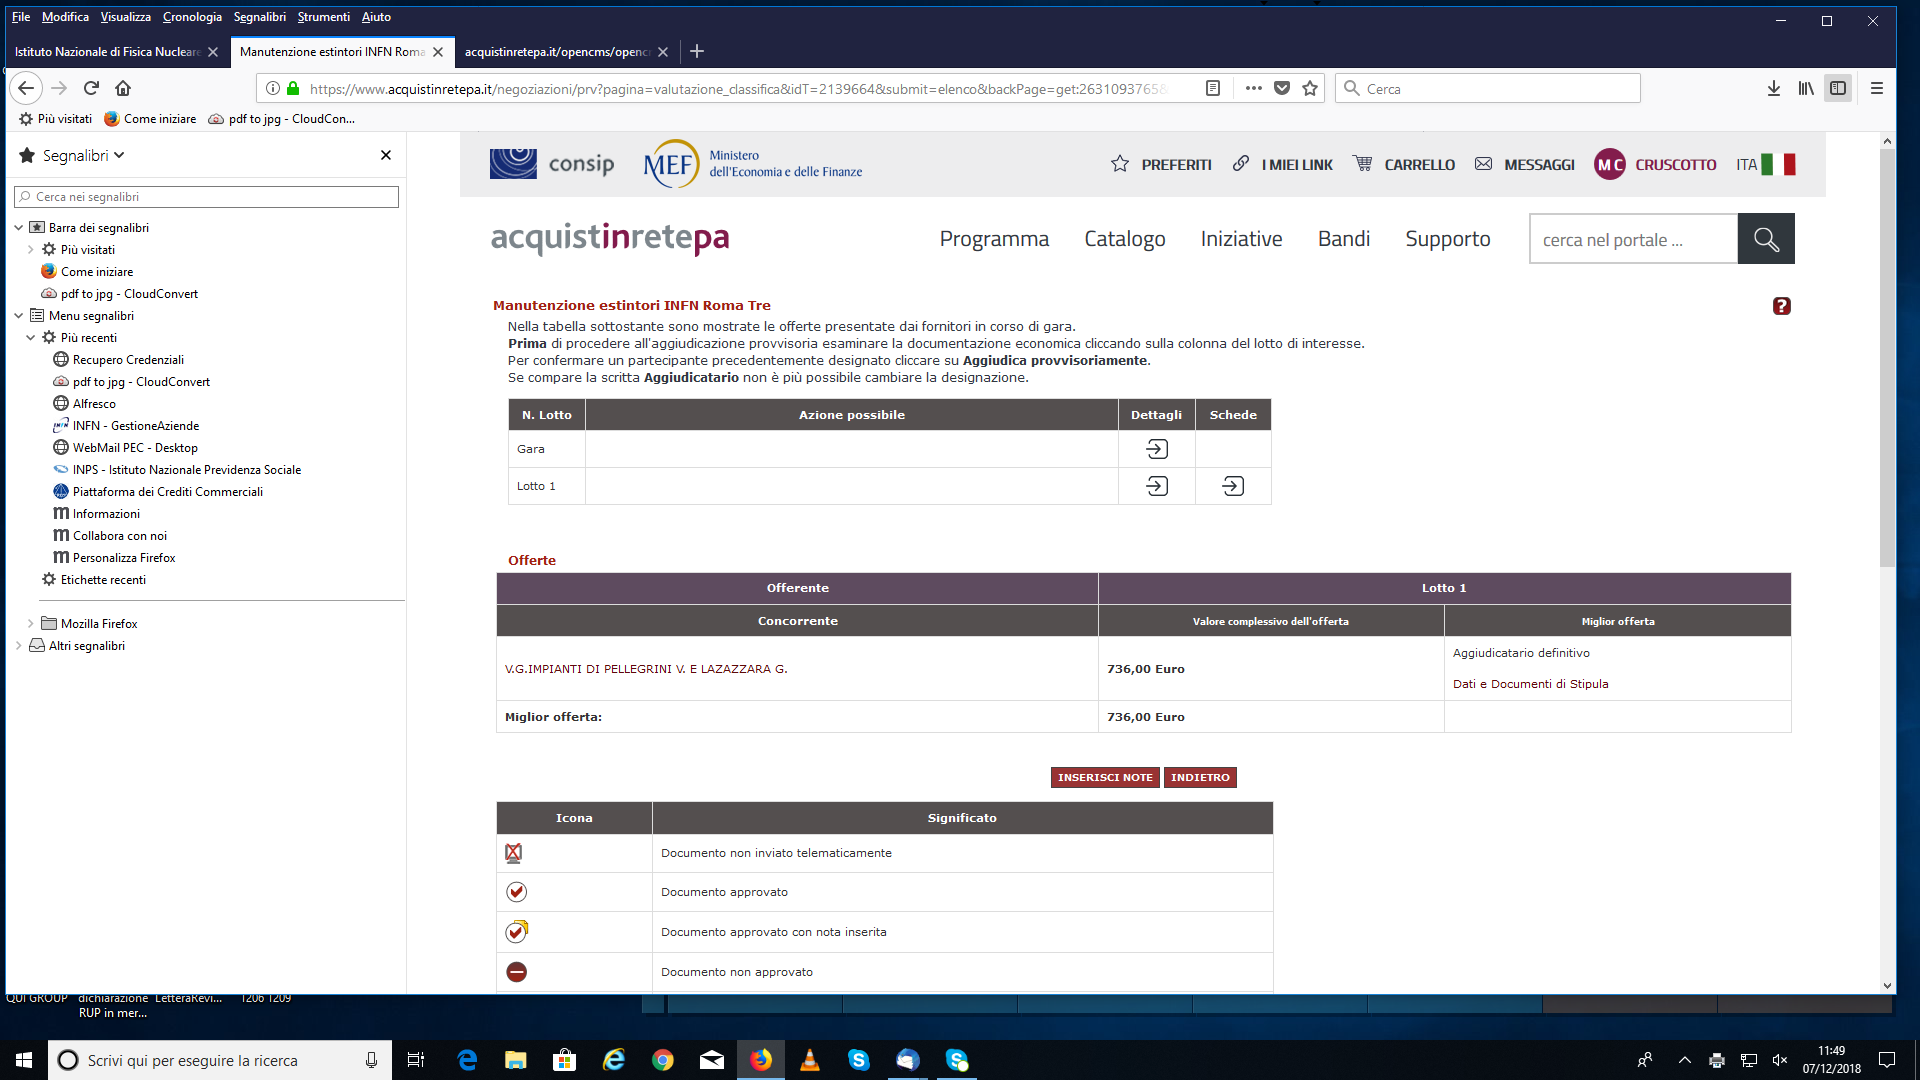 File Modifica Visualizza Cronologia Segnalibri Strumenti Aiuto
Istituto Nazionale di Fisica Nucleare
Manutenzione estintori INFN Roma
acquistinretepa.it/opencms/openc
https://www.acquistinretepa.it/negoziazioni/prv?pagina=valutazione_classifica&idT=2139664&submit=elenco&backPage=get:2631093765&
Cerca
Più visitati Come iniziare pdf to jpg - CloudCon...
Segnalibri
Cerca nei segnalibri
Barra dei segnalibri
Più visitati
Come iniziare
pdf to jpg - CloudConvert
Menu segnalibri
Più recenti
Recupero Credenziali
pdf to jpg - CloudConvert
Alfresco
INFN - GestioneAziende
WebMail PEC - Desktop
INPS - Istituto Nazionale Previdenza Sociale
Piattaforma dei Crediti Commerciali
Informazioni
Collabora con noi
Personalizza Firefox
Etichette recenti
Mozilla Firefox
Altri segnalibri
consip MEF Ministero
dell'Economia e delle Finanze
PREFERITI I MIEI LINK CARRELLO MESSAGGI MC CRUSCOTTO ITA
acquistinretepa
Programma Catalogo Iniziative Bandi Supporto
cerca nel portale ...
Manutenzione estintori INFN Roma Tre
?
Nella tabella sottostante sono mostrate le offerte presentate dai fornitori in corso di gara.
Prima di procedere all'aggiudicazione provvisoria esaminare la documentazione economica cliccando sulla colonna del lotto di interesse.
Per confermare un partecipante precedentemente designato cliccare su Aggiudica provvisoriamente.
Se compare la scritta Aggiudicatario non è più possibile cambiare la designazione.
N. Lotto Azione possibile Dettagli Schede
Gara
Lotto 1
Offerte
Offerente Lotto 1
Concorrente Valore complessivo dell'offerta Miglior offerta
V.G.IMPIANTI DI PELLEGRINI V. E LAZAZZARA G. 736,00 Euro
Aggiudicatario definitivo
Dati e Documenti di Stipula
Miglior offerta: 736,00 Euro
INSERISCI NOTE INDIETRO
Icona Significato
Documento non inviato telematicamente
Documento approvato
Documento approvato con nota inserita
Documento non approvato
QUI GROUP dichiarazione LetteraRevi... 1206 1209
RUP in mer...
Scrivi qui per eseguire la ricerca
11:49
07/12/2018